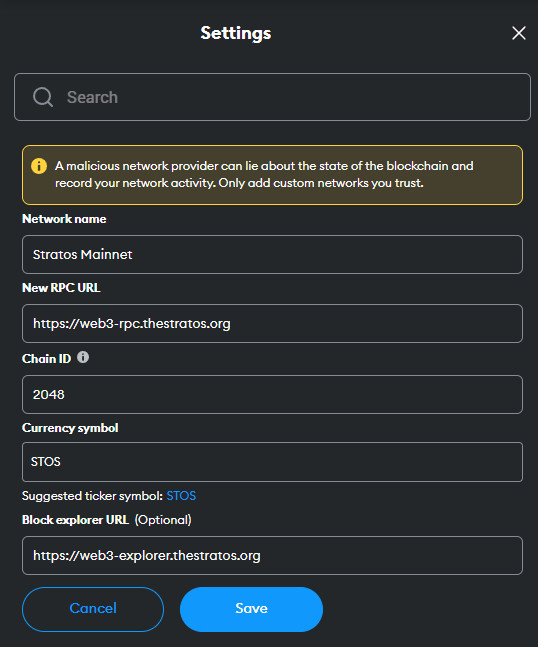 Settings
Search
A malicious network provider can lie about the state of the blockchain and
record your network activity. Only add custom networks you trust.
Network name
Stratos Mainnet
New RPC URL
https://web3-rpc.thestratos.org
Chain ID
2048
Currency symbol
STOS
Suggested ticker symbol: STOS
Block explorer URL (Optional)
https://web3-explorer.thestratos.org
Cancel
Save